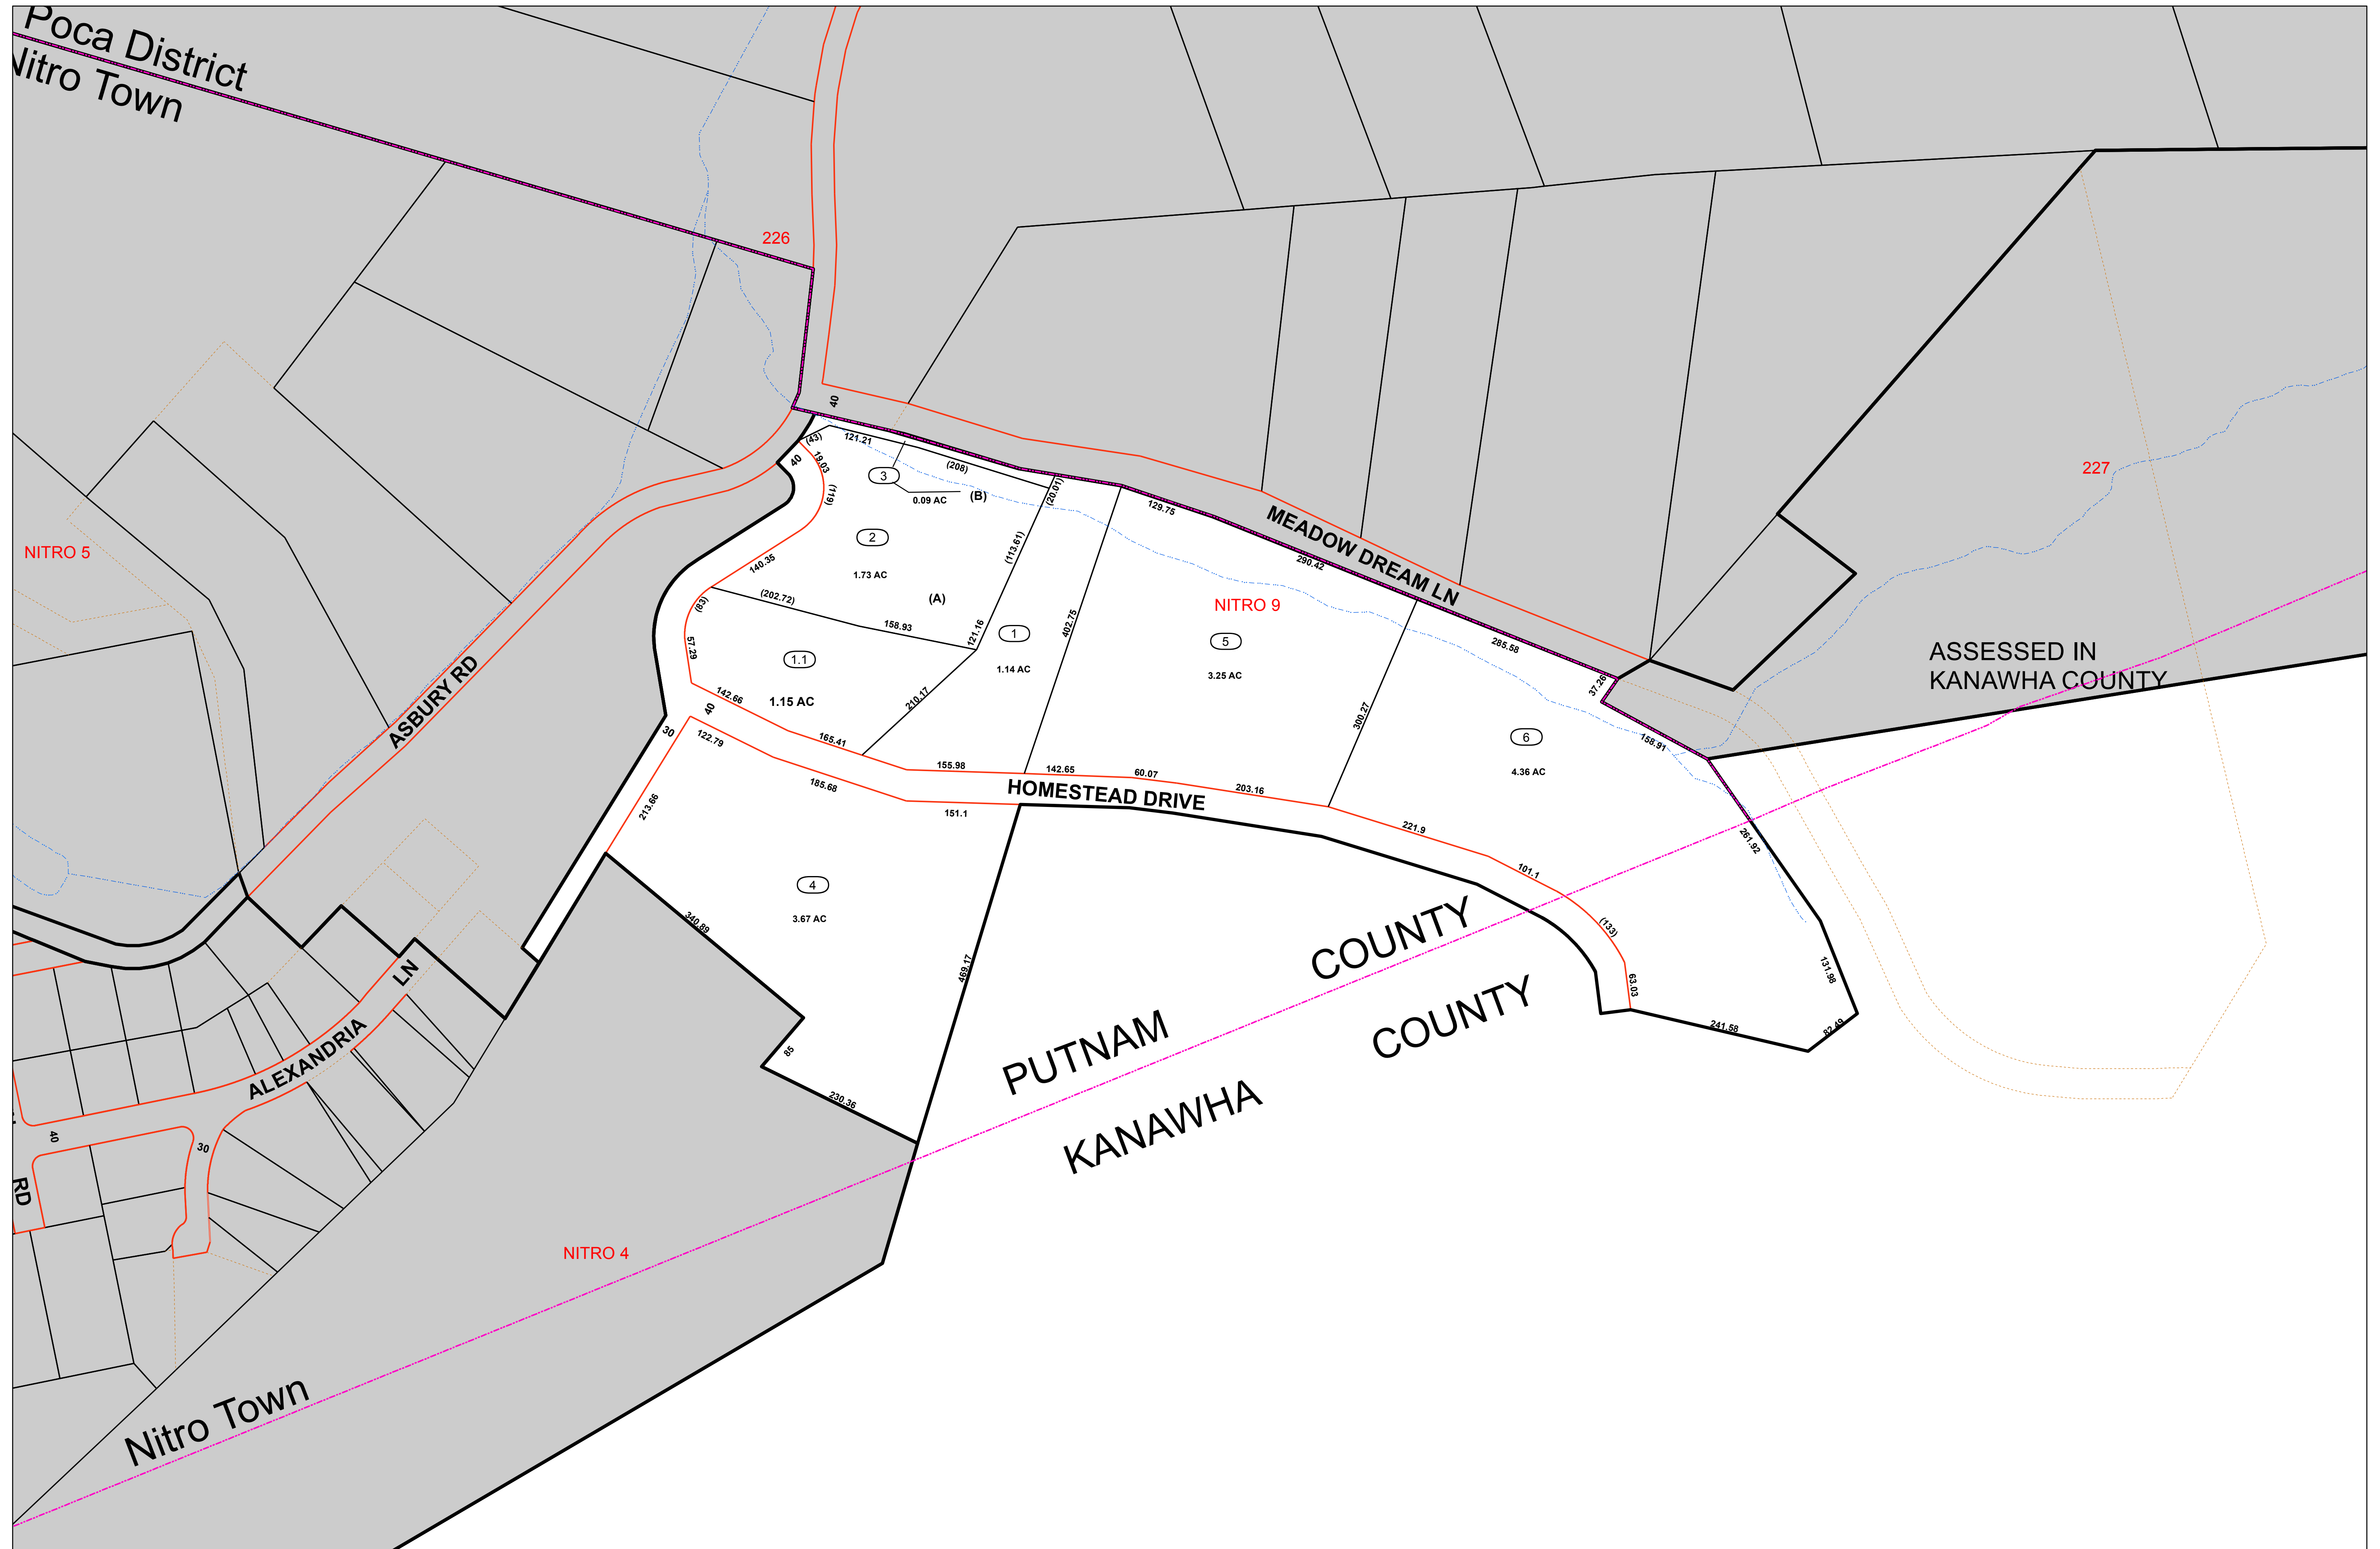 Poca District
Nitro Town
226
40
(43)
121.21
(208)
40
19.03
3
(119)
0.09 AC
(B)
(20.01)
129.75
227
MEADOW DREAM LN
290.42
NITRO 5
2
1.73 AC
140.35
(113.61)
(A)
(202.72)
(83)
158.93
121.16
1
1.14 AC
402.75
NITRO 9
5
3.25 AC
285.58
ASSESSED IN
KANAWHA COUNTY
57.29
1.1
1.15 AC
210.17
142.66
40
30
122.79
165.41
ASBURY RD
37.26
300.27
6
4.36 AC
158.91
155.98
142.65
60.07
203.16
HOMESTEAD DRIVE
185.68
151.1
213.66
221.9
261.92
101.1
4
3.67 AC
340.89
(133)
469.17
63.03
131.98
241.58
82.49
COUNTY
COUNTY
PUTNAM
KANAWHA
85
230.36
LN
ALEXANDRIA
40
30
RD
NITRO 4
Nitro Town